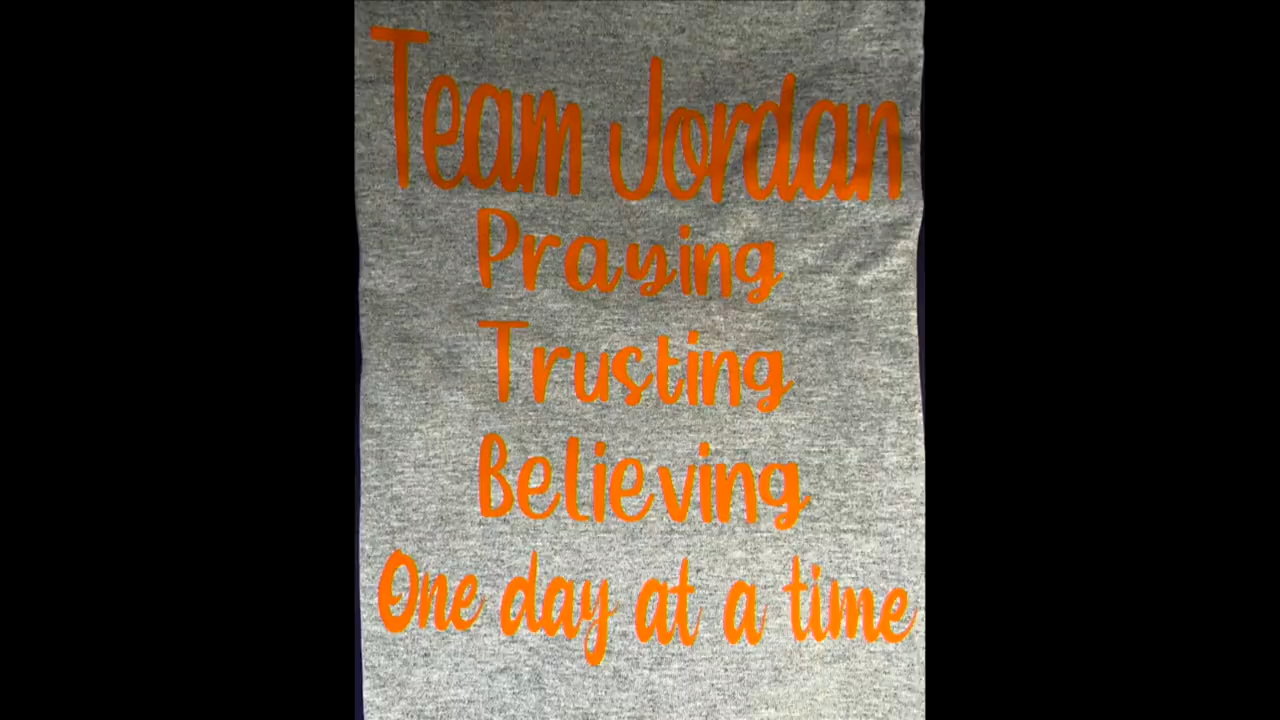 Team Jordan
Praying
Trusting
Believing
One day at a time